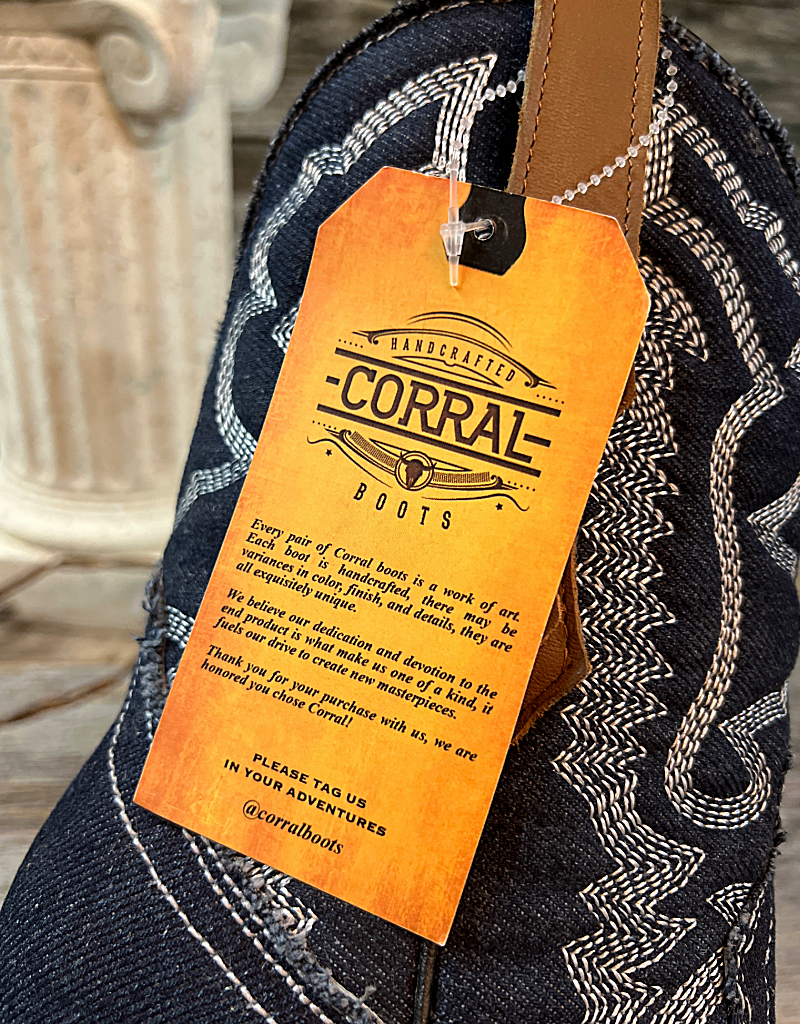 HANDCRAFTED
-CORRAL-
BOOTS
Every pair of Corral boots is a work of art.
Each boot is handcrafted, there may be
variances in color, finish, and details, they are
all exquisitely unique.
We believe our dedication and devotion to the
end product is what make us one of a kind, it
fuels our drive to create new masterpieces.
Thank you for your purchase with us, we are
honored you chose Corral!
PLEASE TAG US
IN YOUR ADVENTURES
@corralboots